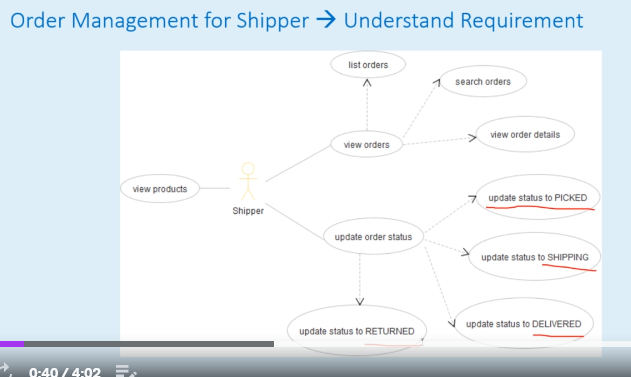 Order Management for Shipper → Understand Requirement
list orders
search orders
view orders
view order details
view products
Shipper
update status to PICKED
update order status
update status to SHIPPING
update status to RETURNED
update status to DELIVERED
0:40 / 4:02